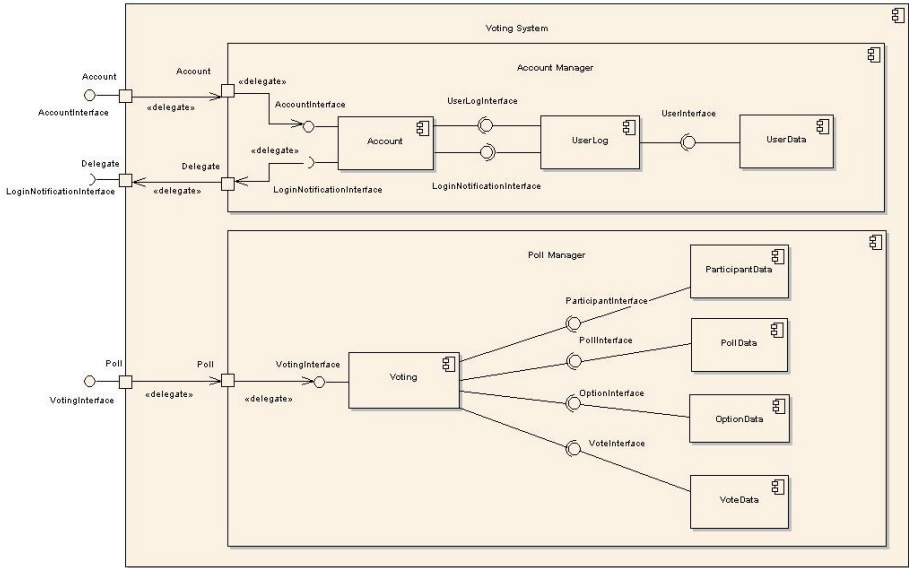 Voting System
Account Manager
Account
Account
«delegate»
AccountInterface
«delegate»
AccountInterface
UserLogInterface
UserInterface
Account
UserLog
UserData
Delegate
Delegate
«delegate»
LoginNotificationInterface
«delegate»
LoginNotificationInterface
LoginNotificationInterface
Poll Manager
ParticipantData
ParticipantInterface
PollInterface
PollData
Poll
Poll
VotingInterface
Voting
«delegate»
«delegate»
VotingInterface
OptionInterface
OptionData
VoteInterface
VoteData